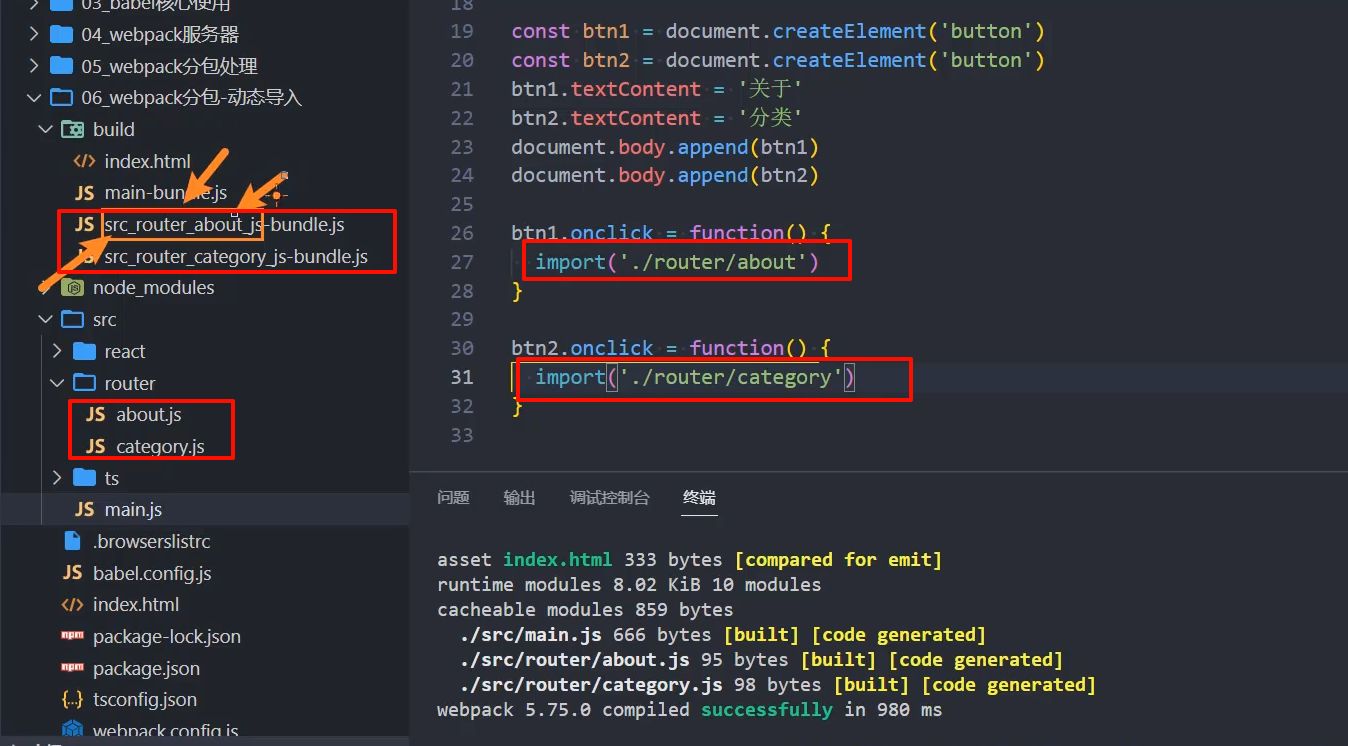 03_babel核心使用
04_webpack服务器
05_webpack分包处理
06_webpack分包-动态导入
build
index.html
main-bundle.js
src_router_about_js-bundle.js
src_router_category_js-bundle.js
node_modules
src
react
router
about.js
category.js
ts
main.js
.browserslistrc
babel.config.js
index.html
package-lock.json
package.json
tsconfig.json
webpack.config.js
18
19 const btn1 = document.createElement('button')
20 const btn2 = document.createElement('button')
21 btn1.textContent = '关于'
22 btn2.textContent = '分类'
23 document.body.append(btn1)
24 document.body.append(btn2)
25
26 btn1.onclick = function() {
27 import('./router/about')
28 }
29
30 btn2.onclick = function() {
31 import('./router/category')
32 }
33
问题 输出 调试控制台 终端
asset index.html 333 bytes [compared for emit]
runtime modules 8.02 KiB 10 modules
cacheable modules 859 bytes
./src/main.js 666 bytes [built] [code generated]
./src/router/about.js 95 bytes [built] [code generated]
./src/router/category.js 98 bytes [built] [code generated]
webpack 5.75.0 compiled successfully in 980 ms